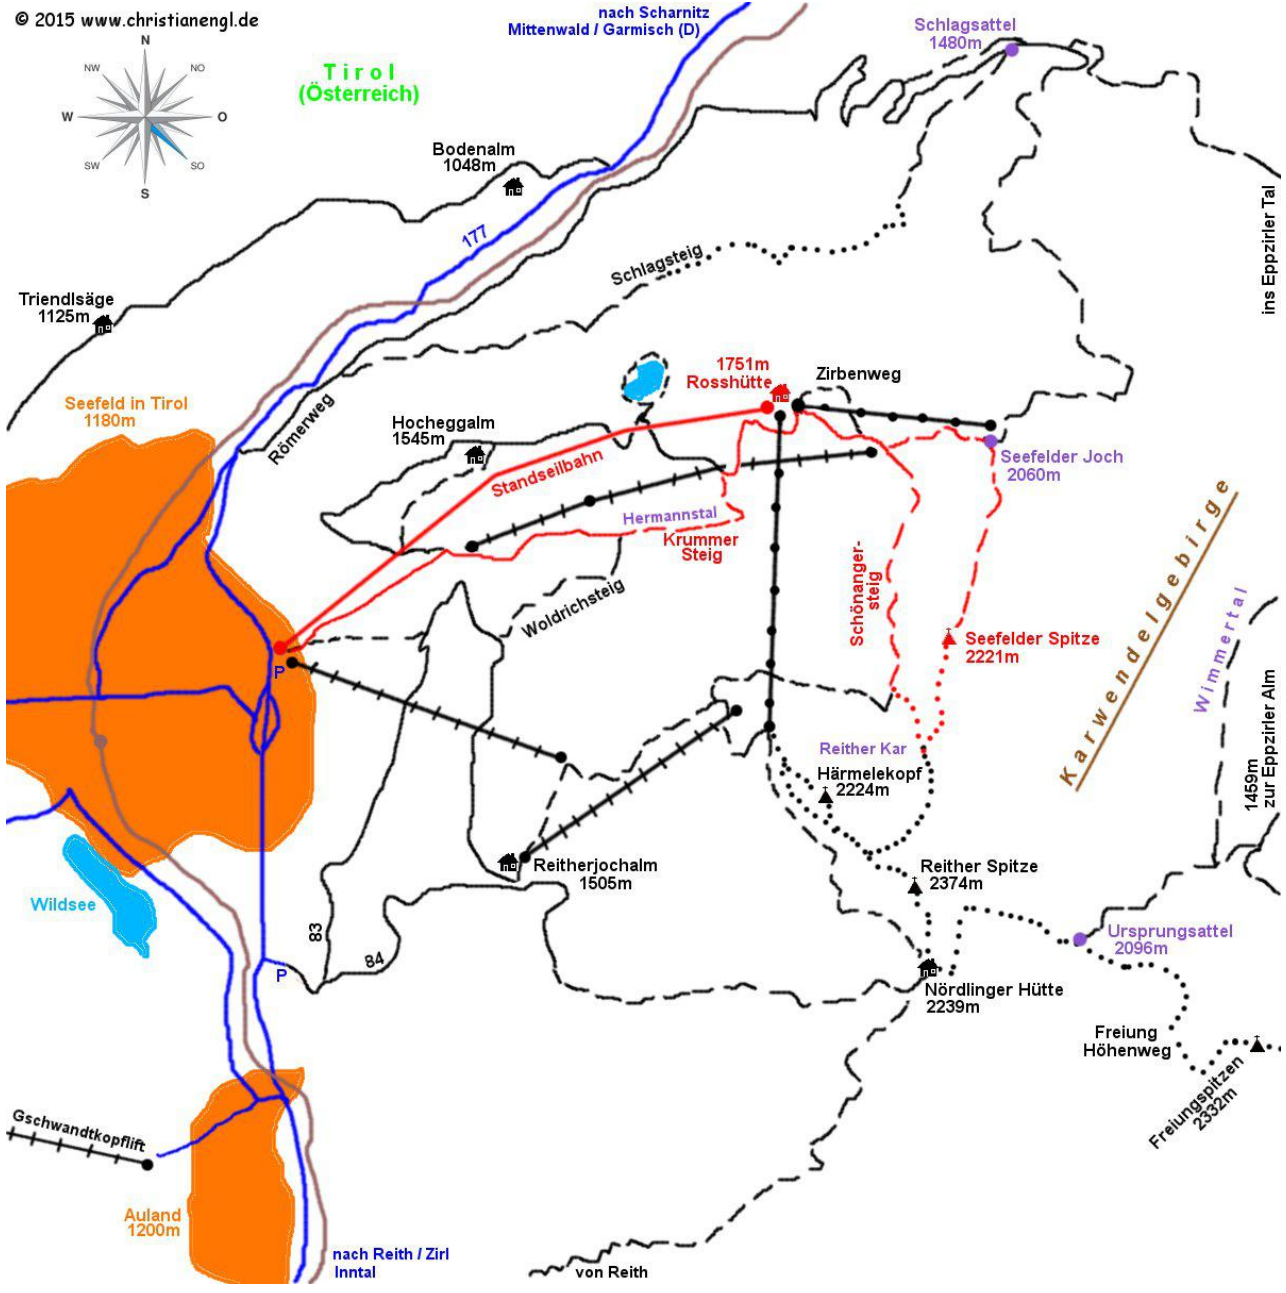 © 2015 www.christianengl.de
N
NW
NO
W
O
SW
SO
S
Tirol
(Österreich)
nach Scharnitz
Mittenwald / Garmisch (D)
Schlagsattel
1480m
Bodenalm
1048m
177
Schlagsteig
ins Eppzirler Tal
Triendlsäge
1125m
Seefeld in Tirol
1180m
Römerweg
Hocheggalm
1545m
1751m
Rosshütte
Zirbenweg
Standseilbahn
Seefelder Joch
2060m
Hermannstal
Krummer
Steig
Woldrichsteig
Schönanger-
steig
Seefelder Spitze
2221m
Karwendelgebirge
Wimmertal
1459m
zur Eppzirler Alm
P
Reither Kar
Härmelekopf
2224m
Reitherjochalm
1505m
Reither Spitze
2374m
Wildsee
83
84
P
Ursprungsattel
2096m
Nördlinger Hütte
2239m
Freiung
Höhenweg
Freiungspitzen
2332m
Gschwandtkopflift
Auland
1200m
nach Reith / Zirl
Inntal
von Reith